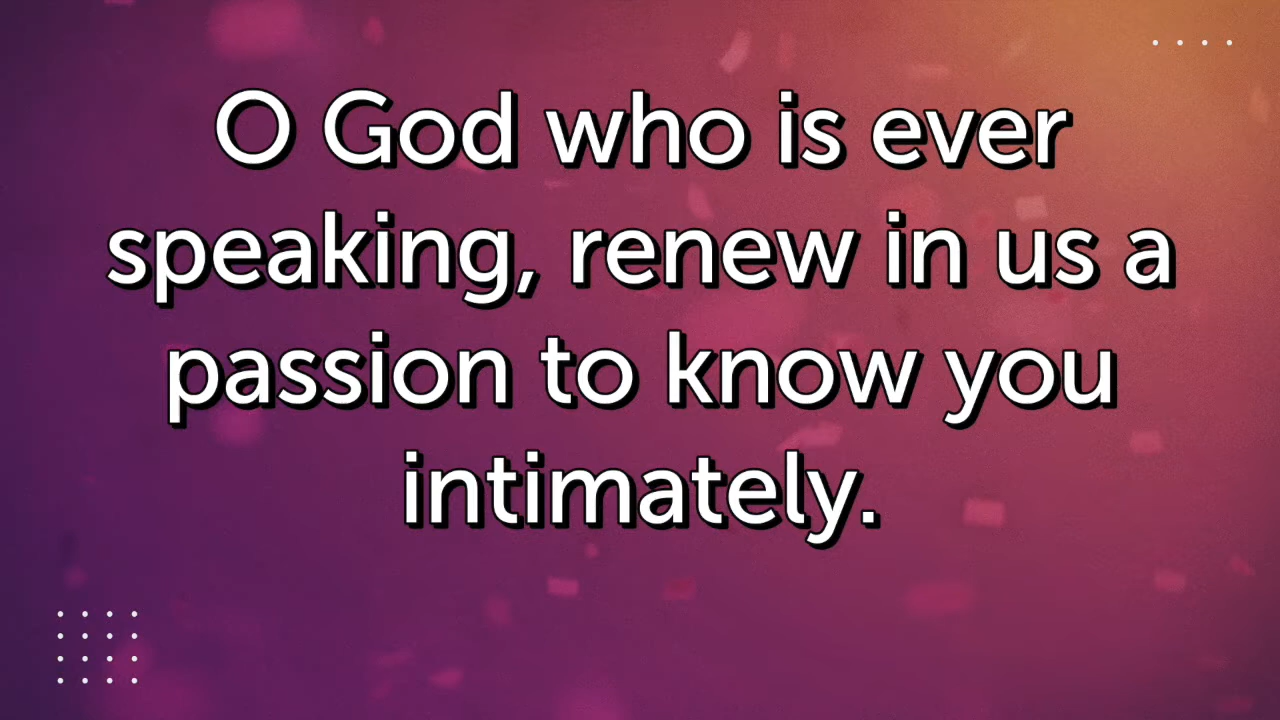 O God who is ever
speaking, renew in us a
passion to know you
intimately.